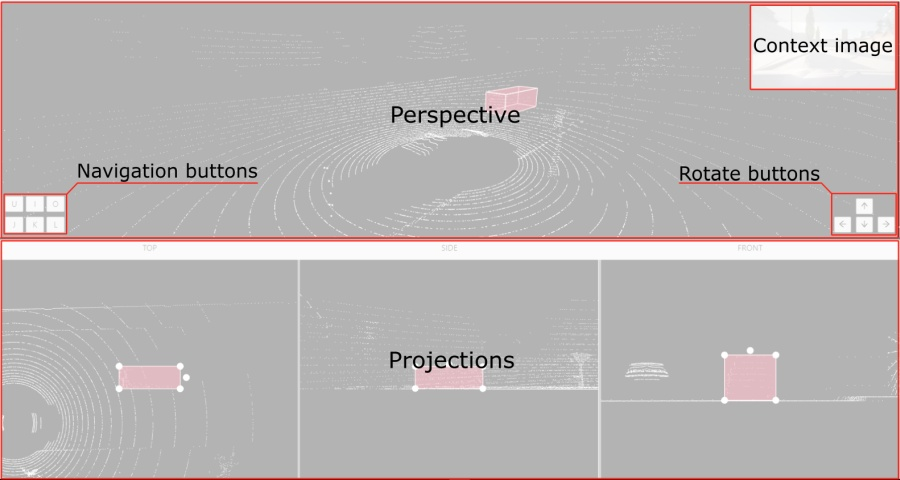 Context image
Perspective
Navigation buttons
Rotate buttons
U I O
J K L
TOP SIDE FRONT
Projections